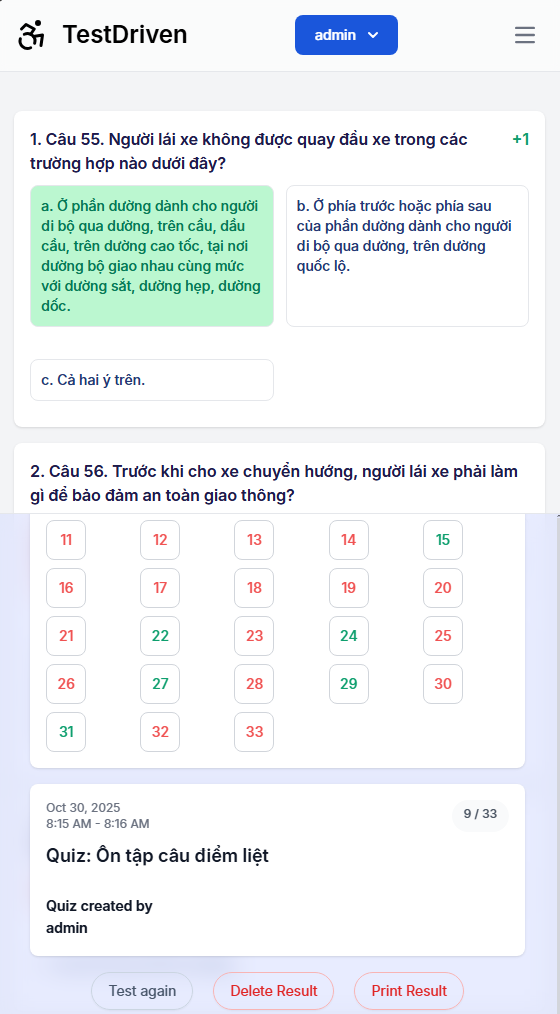 TestDriven
admin
1. Câu 55. Người lái xe không được quay đầu xe trong các
trường hợp nào dưới đây?
+1
a. Ở phần đường dành cho người
đi bộ qua đường, trên cầu, đầu
cầu, trên đường cao tốc, tại nơi
đường bộ giao nhau cùng mức
với đường sắt, đường hẹp, đường
dốc.
b. Ở phía trước hoặc phía sau
của phần đường dành cho người
đi bộ qua đường, trên đường
quốc lộ.
c. Cả hai ý trên.
2. Câu 56. Trước khi cho xe chuyển hướng, người lái xe phải làm
gì để bảo đảm an toàn giao thông?
11 12 13 14 15
16 17 18 19 20
21 22 23 24 25
26 27 28 29 30
31 32 33
Oct 30, 2025
8:15 AM - 8:16 AM
9 / 33
Quiz: Ôn tập câu điểm liệt
Quiz created by
admin
Test again Delete Result Print Result